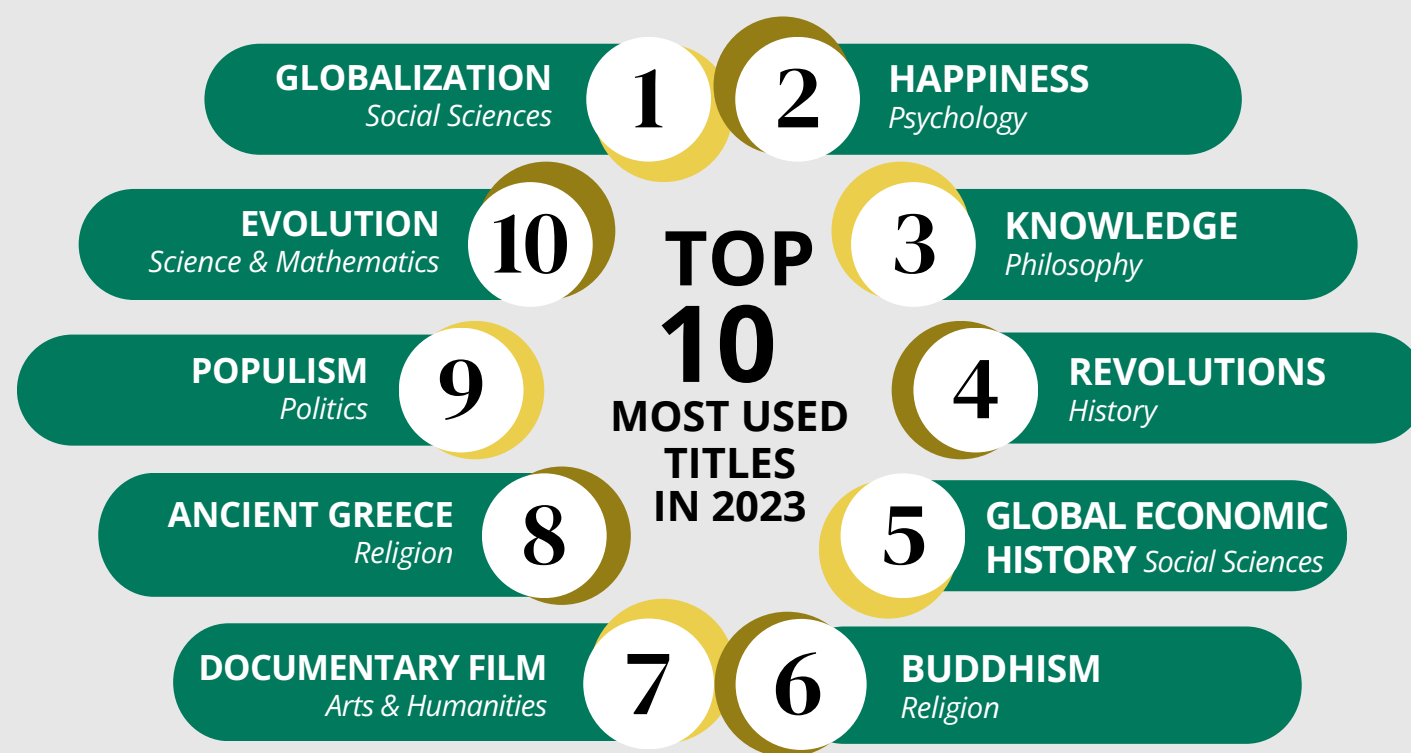 TOP
10
MOST USED
TITLES
IN 2023
1
GLOBALIZATION
Social Sciences
2
HAPPINESS
Psychology
3
KNOWLEDGE
Philosophy
4
REVOLUTIONS
History
5
GLOBAL ECONOMIC
HISTORY Social Sciences
6
BUDDHISM
Religion
7
DOCUMENTARY FILM
Arts & Humanities
8
ANCIENT GREECE
Religion
9
POPULISM
Politics
10
EVOLUTION
Science & Mathematics